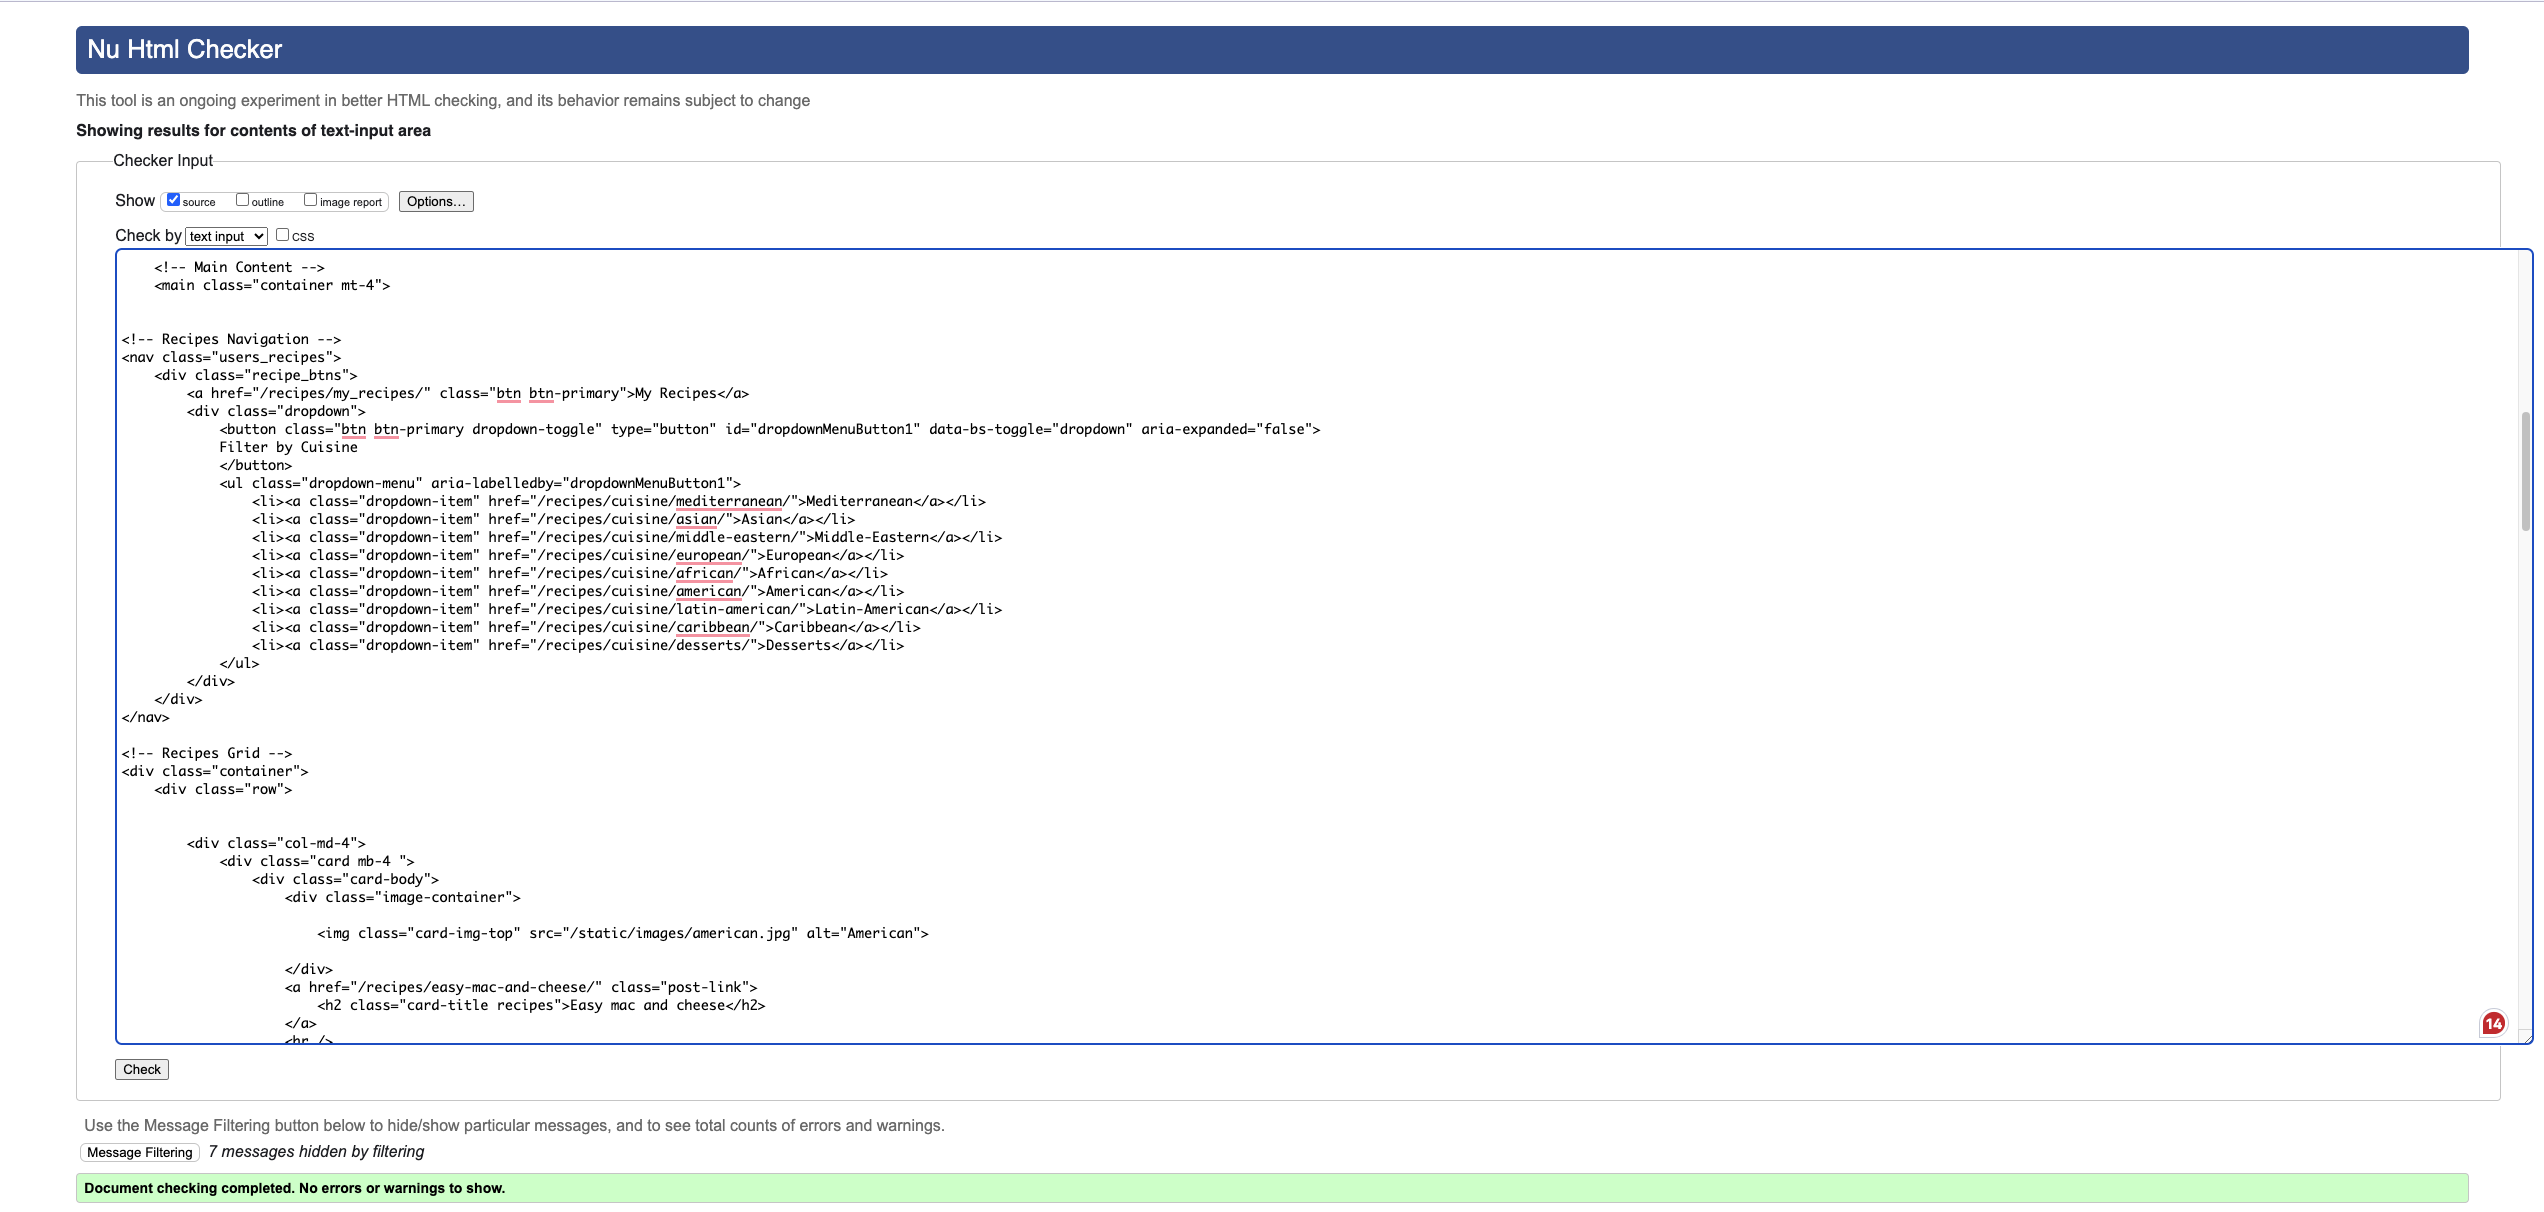 Nu Html Checker
This tool is an ongoing experiment in better HTML checking, and its behavior remains subject to change
Showing results for contents of text-input area
Checker Input
Show source outline image report Options...
Check by text input css
<!-- Main Content -->
<main class="container mt-4">
<!-- Recipes Navigation -->
<nav class="users_recipes">
<div class="recipe_btns">
<a href="/recipes/my_recipes/" class="btn btn-primary">My Recipes</a>
<div class="dropdown">
<button class="btn btn-primary dropdown-toggle" type="button" id="dropdownMenuButton1" data-bs-toggle="dropdown" aria-expanded="false">
Filter by Cuisine
</button>
<ul class="dropdown-menu" aria-labelledby="dropdownMenuButton1">
<li><a class="dropdown-item" href="/recipes/cuisine/mediterranean/">Mediterranean</a></li>
<li><a class="dropdown-item" href="/recipes/cuisine/asian/">Asian</a></li>
<li><a class="dropdown-item" href="/recipes/cuisine/middle-eastern/">Middle-Eastern</a></li>
<li><a class="dropdown-item" href="/recipes/cuisine/european/">European</a></li>
<li><a class="dropdown-item" href="/recipes/cuisine/african/">African</a></li>
<li><a class="dropdown-item" href="/recipes/cuisine/american/">American</a></li>
<li><a class="dropdown-item" href="/recipes/cuisine/latin-american/">Latin-American</a></li>
<li><a class="dropdown-item" href="/recipes/cuisine/caribbean/">Caribbean</a></li>
<li><a class="dropdown-item" href="/recipes/cuisine/desserts/">Desserts</a></li>
</ul>
</div>
</div>
</nav>
<!-- Recipes Grid -->
<div class="container">
<div class="row">
<div class="col-md-4">
<div class="card mb-4 ">
<div class="card-body">
<div class="image-container">
<img class="card-img-top" src="/static/images/american.jpg" alt="American">
</div>
<a href="/recipes/easy-mac-and-cheese/" class="post-link">
<h2 class="card-title recipes">Easy mac and cheese</h2>
</a>
<hr />
14
Check
Use the Message Filtering button below to hide/show particular messages, and to see total counts of errors and warnings.
Message Filtering 7 messages hidden by filtering
Document checking completed. No errors or warnings to show.